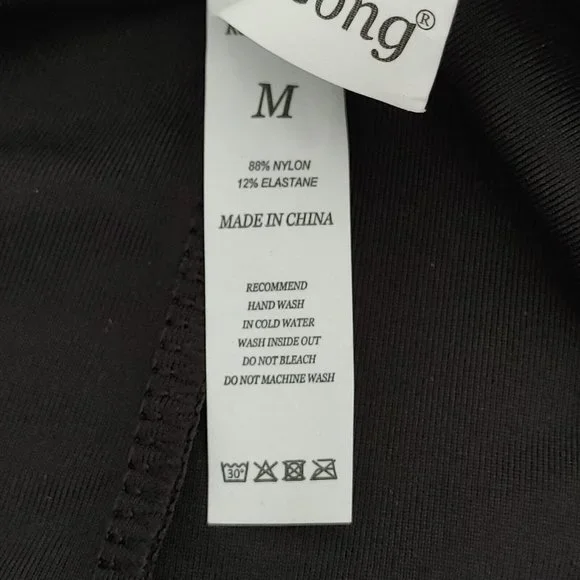 ong®
M
88% NYLON
12% ELASTANE
MADE IN CHINA
RECOMMEND
HAND WASH
IN COLD WATER
WASH INSIDE OUT
DO NOT BLEACH
DO NOT MACHINE WASH
30°